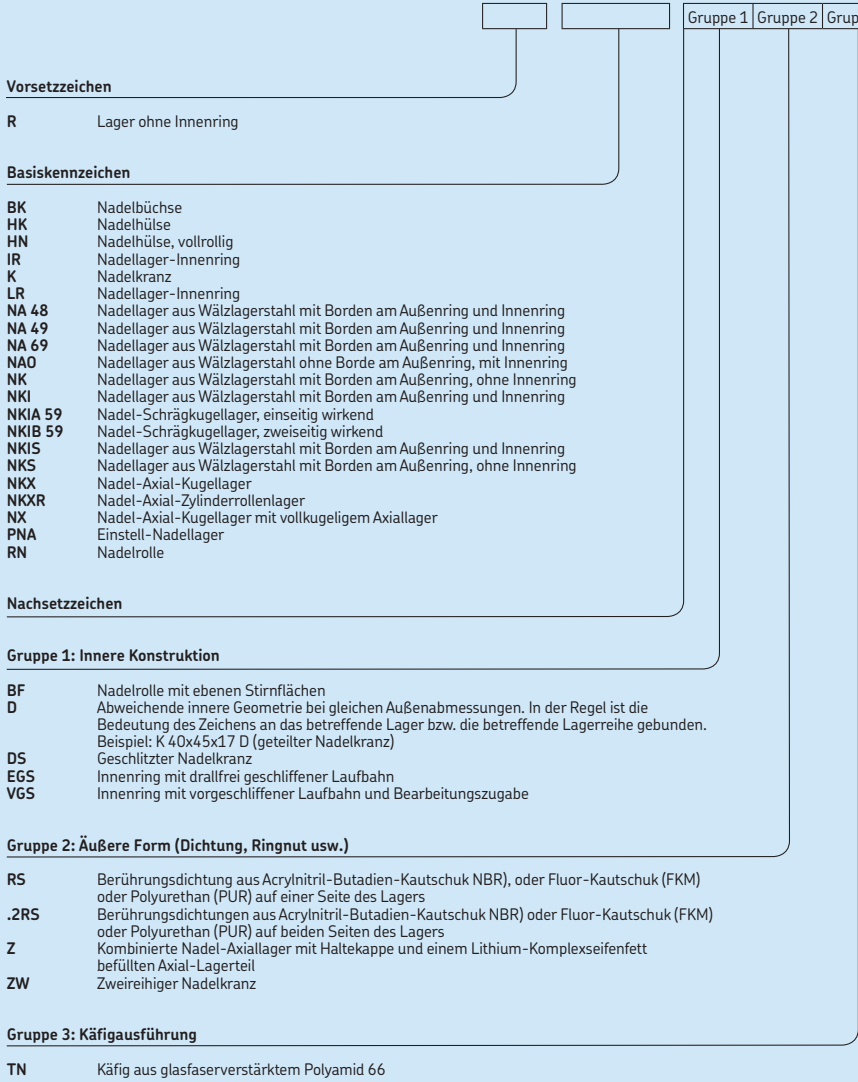 Gruppe 1 Gruppe 2 Grup
Vorsetzzeichen
R Lager ohne Innenring
Basiskennzeichen
BK Nadelbüchse
HK Nadelhülse
HN Nadelhülse, vollrollig
IR Nadellager-Innenring
K Nadelkranz
LR Nadellager-Innenring
NA 48 Nadellager aus Wälzlagerstahl mit Borden am Außenring und Innenring
NA 49 Nadellager aus Wälzlagerstahl mit Borden am Außenring und Innenring
NA 69 Nadellager aus Wälzlagerstahl mit Borden am Außenring und Innenring
NAO Nadellager aus Wälzlagerstahl ohne Borde am Außenring, mit Innenring
NK Nadellager aus Wälzlagerstahl mit Borden am Außenring, ohne Innenring
NKI Nadellager aus Wälzlagerstahl mit Borden am Außenring und Innenring
NKIA 59 Nadel-Schrägkugellager, einseitig wirkend
NKIB 59 Nadel-Schrägkugellager, zweiseitig wirkend
NKIS Nadellager aus Wälzlagerstahl mit Borden am Außenring und Innenring
NKS Nadellager aus Wälzlagerstahl mit Borden am Außenring, ohne Innenring
NKX Nadel-Axial-Kugellager
NKXR Nadel-Axial-Zylinderrollenlager
NX Nadel-Axial-Kugellager mit vollkugeligem Axiallager
PNA Einstell-Nadellager
RN Nadelrolle
Nachsetzzeichen
Gruppe 1: Innere Konstruktion
BF Nadelrolle mit ebenen Stirnflächen
D Abweichende innere Geometrie bei gleichen Außenabmessungen. In der Regel ist die
Bedeutung des Zeichens an das betreffende Lager bzw. die betreffende Lagerreihe gebunden.
Beispiel: K 40x45x17 D (geteilter Nadelkranz)
DS Geschlitzter Nadelkranz
EGS Innenring mit drallfrei geschliffener Laufbahn
VGS Innenring mit vorgeschliffener Laufbahn und Bearbeitungszugabe
Gruppe 2: Äußere Form (Dichtung, Ringnut usw.)
RS Berührungsdichtung aus Acrylnitril-Butadien-Kautschuk NBR), oder Fluor-Kautschuk (FKM)
oder Polyurethan (PUR) auf einer Seite des Lagers
.2RS Berührungsdichtungen aus Acrylnitril-Butadien-Kautschuk NBR) oder Fluor-Kautschuk (FKM)
oder Polyurethan (PUR) auf beiden Seiten des Lagers
Z Kombinierte Nadel-Axiallager mit Haltekappe und einem Lithium-Komplexseifenfett
befüllten Axial-Lagerteil
ZW Zweireihiger Nadelkranz
Gruppe 3: Käfigausführung
TN Käfig aus glasfaserverstärktem Polyamid 66